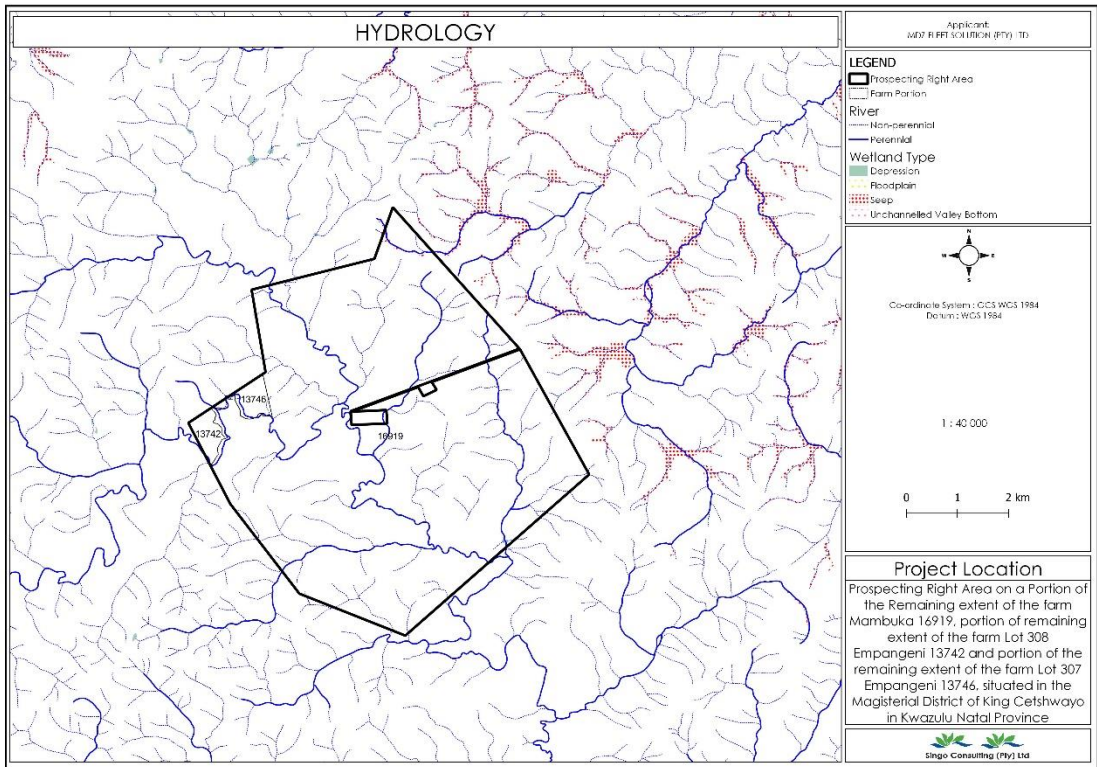 HYDROLOGY
Applicant:
MDZ FLEET SOLUTION (PTY) LTD
LEGEND
Prospecting Right Area
Farm Portion
River
Non-perennial
Perennial
Wetland Type
Depression
Floodplain
Seep
Unchannelled Valley Bottom
N
W
E
S
Co-ordinate System : GCS WGS 1984
Datum : WGS 1984
1 : 40 000
0 1 2 km
13746
13742
16919
Project Location
Prospecting Right Area on a Portion of
the Remaining extent of the farm
Mambuka 16919, portion of remaining
extent of the farm Lot 308
Empangeni 13742 and portion of the
remaining extent of the farm Lot 307
Empangeni 13746, situated in the
Magisterial District of King Cetshwayo
in Kwazulu Natal Province
Singo Consulting (Pty) Ltd